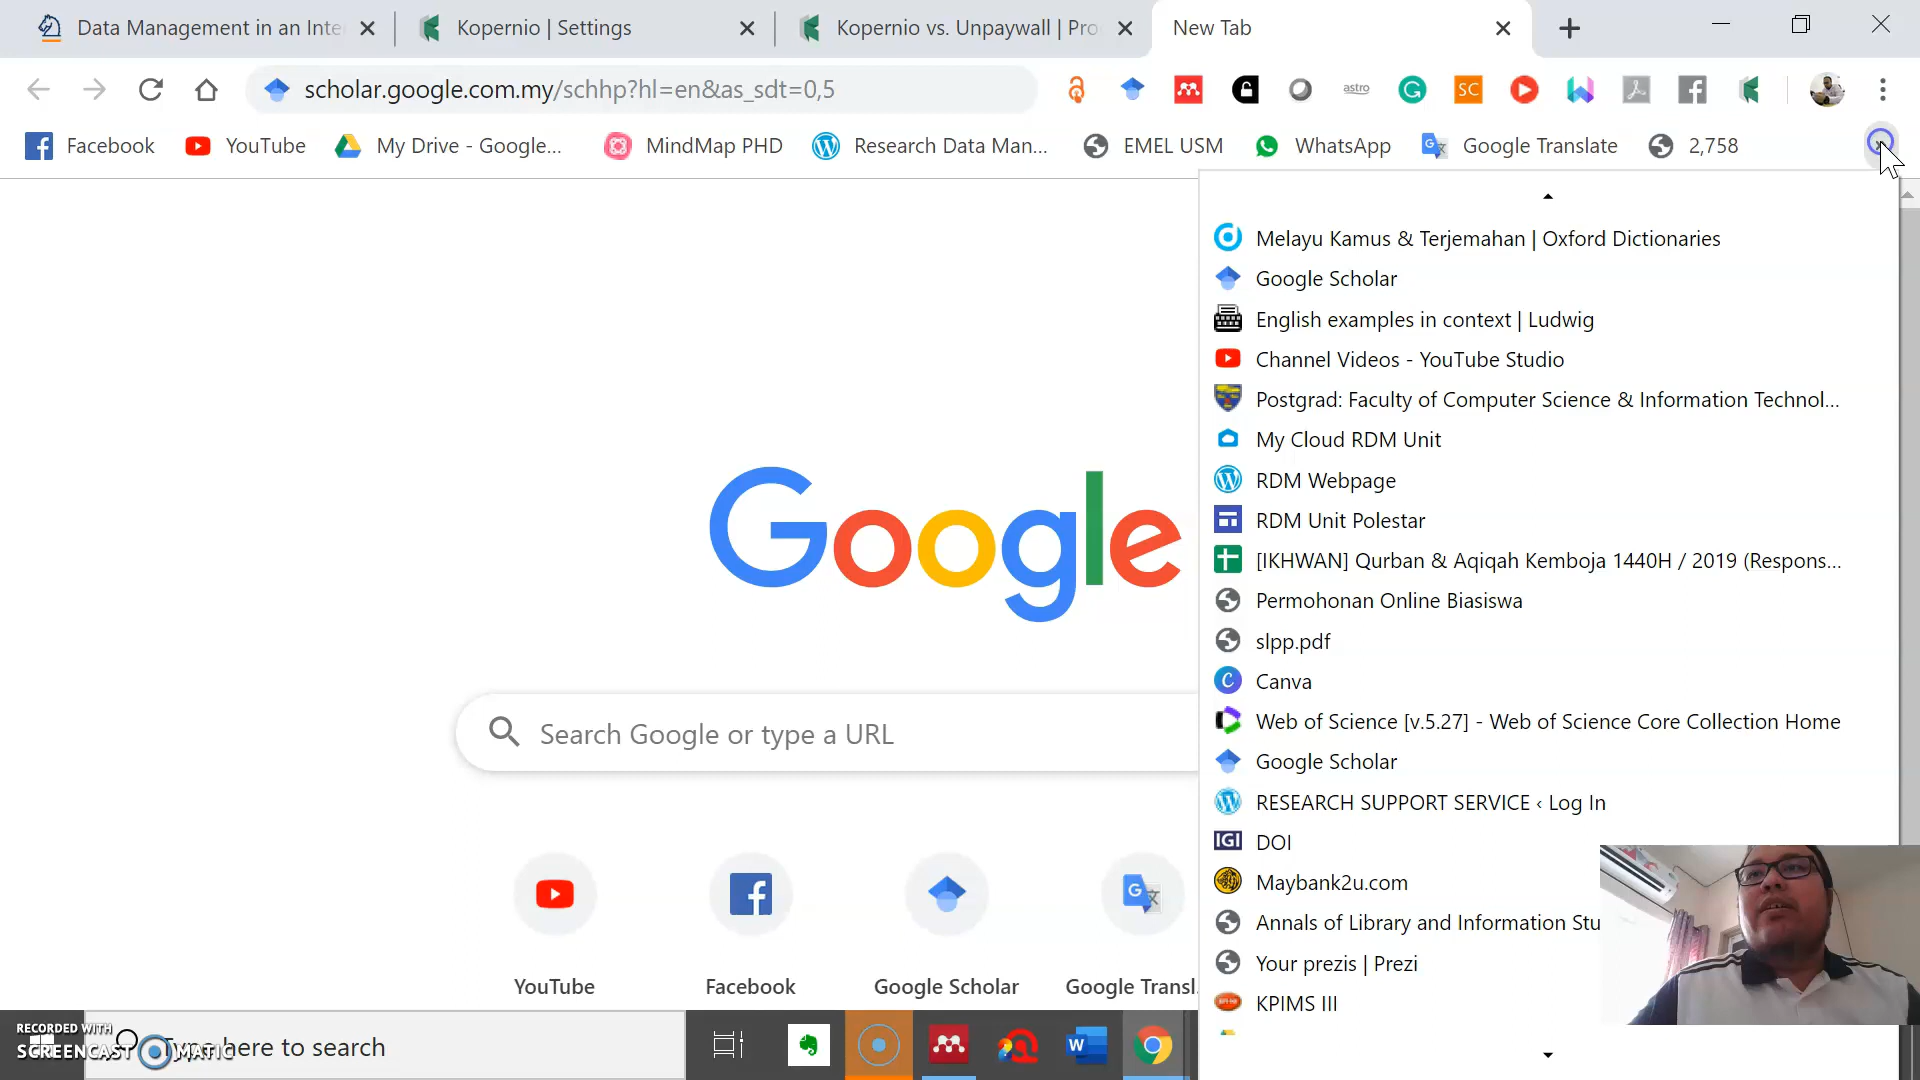 Data Management in an Inte
Kopernio | Settings
Kopernio vs. Unpaywall | Pro
New Tab
scholar.google.com.my/schhp?hl=en&as_sdt=0,5
astro
SC
Facebook
YouTube
My Drive - Google...
MindMap PHD
Research Data Man...
EMEL USM
WhatsApp
Google Translate
2,758
Melayu Kamus & Terjemahan | Oxford Dictionaries
Google Scholar
English examples in context | Ludwig
Channel Videos - YouTube Studio
Postgrad: Faculty of Computer Science & Information Technol...
My Cloud RDM Unit
RDM Webpage
RDM Unit Polestar
[IKHWAN] Qurban & Aqiqah Kemboja 1440H / 2019 (Respons...
Permohonan Online Biasiswa
slpp.pdf
Canva
Web of Science [v.5.27] - Web of Science Core Collection Home
Google Scholar
RESEARCH SUPPORT SERVICE ‹ Log In
IGI DOI
Maybank2u.com
Annals of Library and Information Stu
Your prezis | Prezi
KPIMS III
Google
Search Google or type a URL
YouTube
Facebook
Google Scholar
Google Transl
RECORDED WITH
SCREENCAST MATIC
Type here to search